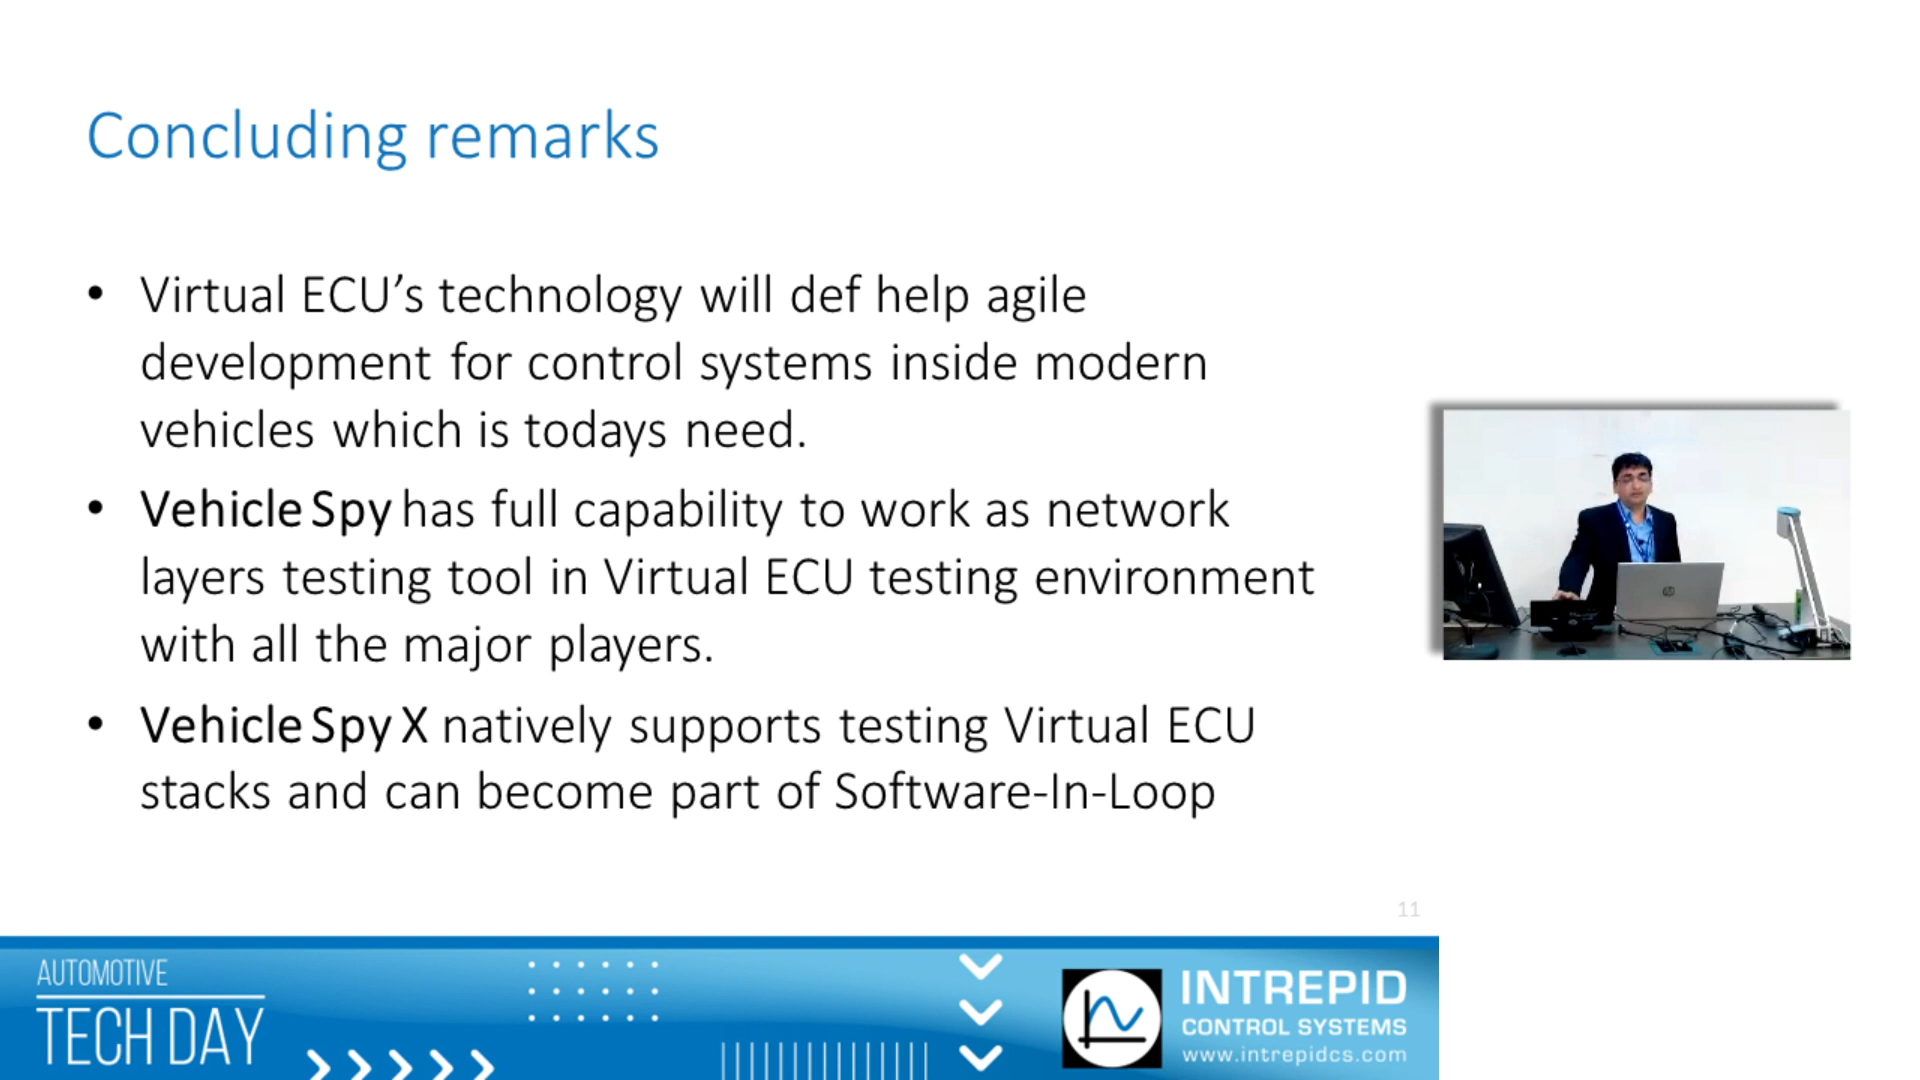 Concluding remarks
• Virtual ECU’s technology will def help agile
development for control systems inside modern
vehicles which is todays need.
• Vehicle Spy has full capability to work as network
layers testing tool in Virtual ECU testing environment
with all the major players.
• Vehicle Spy X natively supports testing Virtual ECU
stacks and can become part of Software-In-Loop
11
AUTOMOTIVE
TECH DAY
INTREPID
CONTROL SYSTEMS
www.intrepidcs.com
hp